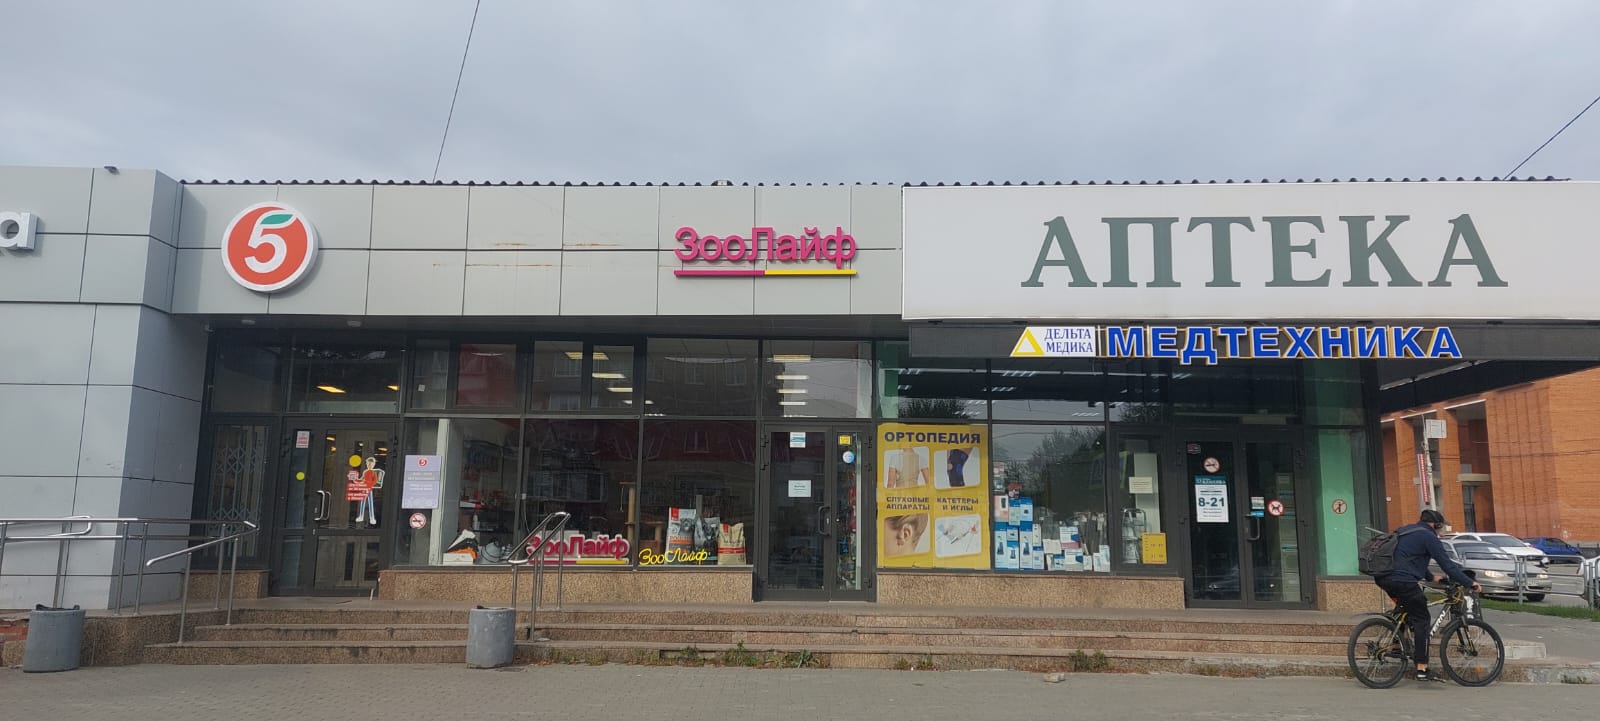 а
5
ЗооЛайф
АПТЕКА
ДЕЛЬТА
МЕДИКА
МЕДТЕХНИКА
ОРТОПЕДИЯ
СЛУХОВЫЕ
АППАРАТЫ
КАТЕТЕРЫ
И ИГЛЫ
ЗооЛайф
ЗооЛайф
8-21